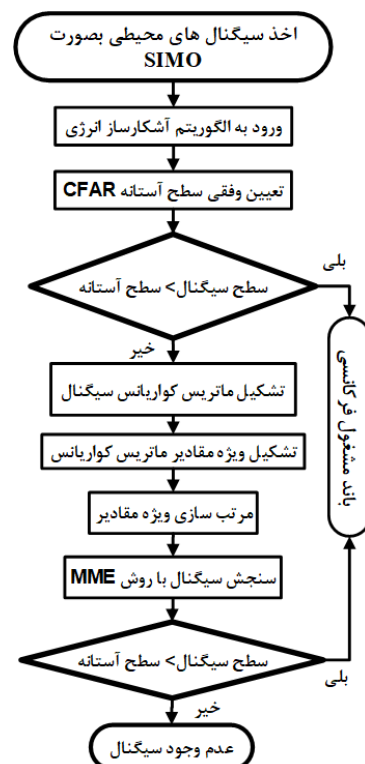 اخذ سیگنال های محیطی بصورت
SIMO
ورود به الگوریتم آشکارساز انرژی
تعیین وفقی سطح آستانه CFAR
سطح سیگنال> سطح آستانه
بلی
خیر
باند مشغول فرکانسی
تشکیل ماتریس کواریانس سیگنال
تشکیل ویژه مقادیر ماتریس کواریانس
مرتب سازی ویژه مقادیر
سنجش سیگنال با روش MME
سطح سیگنال> سطح آستانه
بلی
خیر
عدم وجود سیگنال